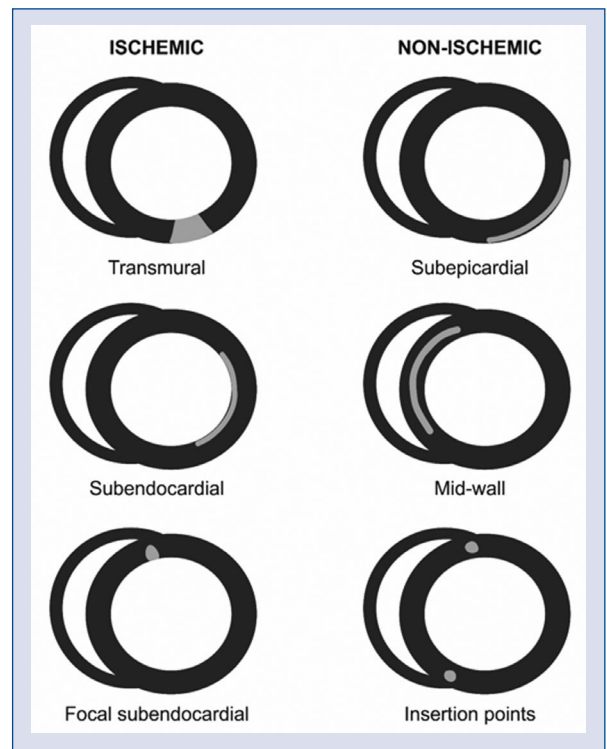 ISCHEMIC
NON-ISCHEMIC
Transmural
Subepicardial
Subendocardial
Mid-wall
Focal subendocardial
Insertion points